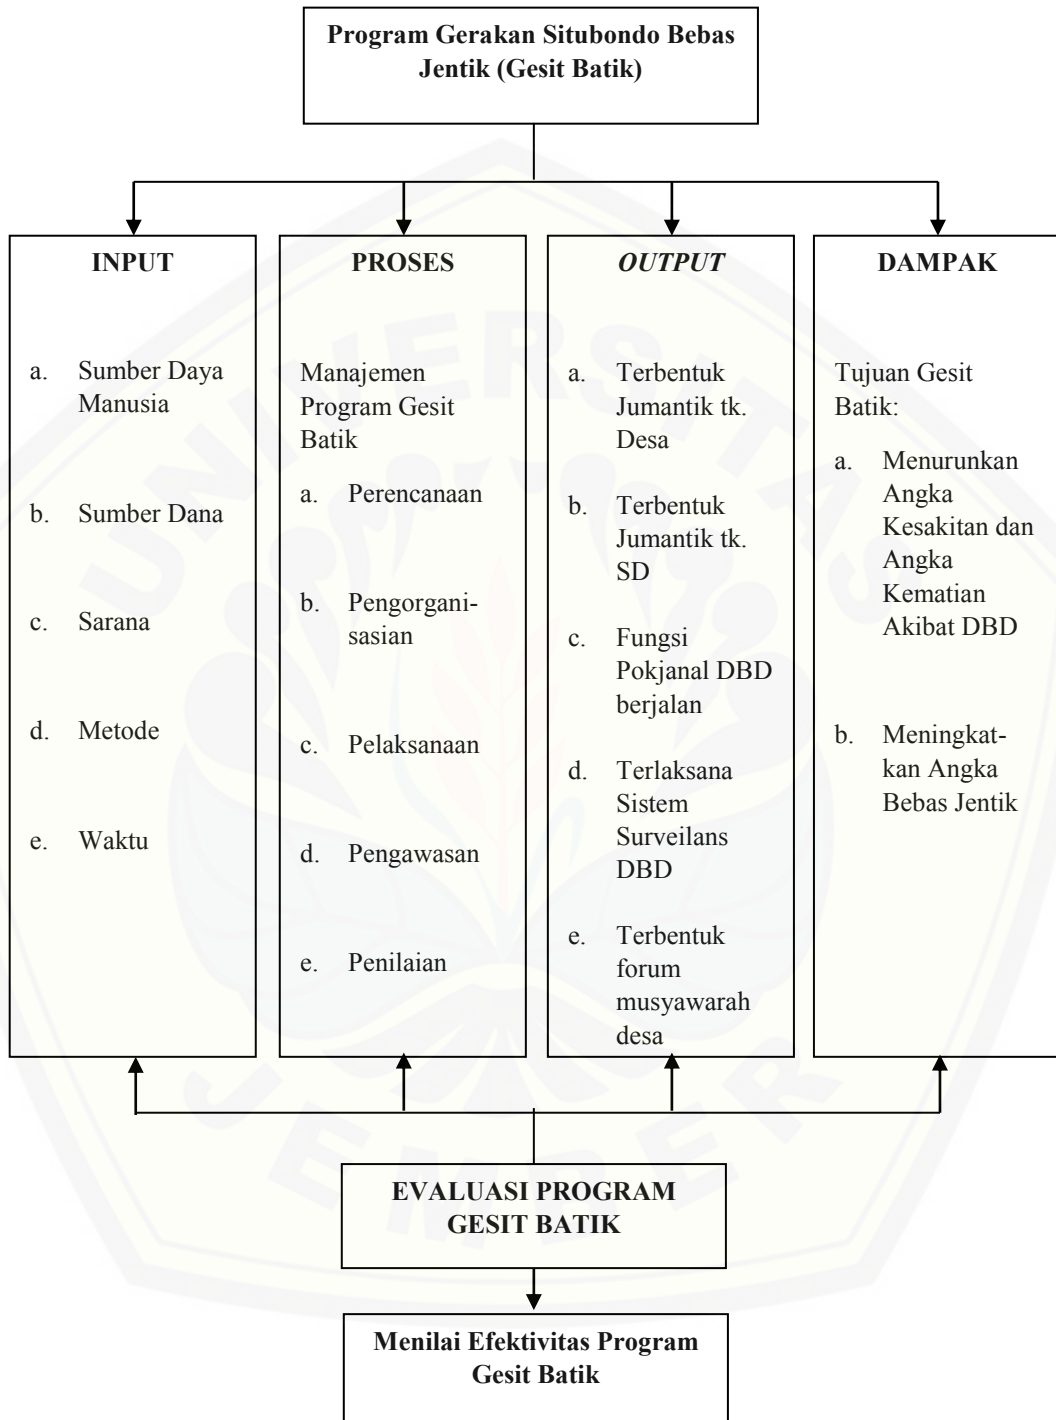 Program Gerakan Situbondo Bebas
Jentik (Gesit Batik)
INPUT
a. Sumber Daya
Manusia
b. Sumber Dana
c. Sarana
d. Metode
e. Waktu
PROSES
Manajemen
Program Gesit
Batik
a. Perencanaan
b. Pengorgani-
sasian
c. Pelaksanaan
d. Pengawasan
e. Penilaian
OUTPUT
a. Terbentuk
Jumantik tk.
Desa
b. Terbentuk
Jumantik tk.
SD
c. Fungsi
Pokjanal DBD
berjalan
d. Terlaksana
Sistem
Surveilans
DBD
e. Terbentuk
forum
musyawarah
desa
DAMPAK
Tujuan Gesit
Batik:
a. Menurunkan
Angka
Kesakitan dan
Angka
Kematian
Akibat DBD
b. Meningkat-
kan Angka
Bebas Jentik
EVALUASI PROGRAM
GESIT BATIK
Menilai Efektivitas Program
Gesit Batik
UNIVERSITAS
JEMBER